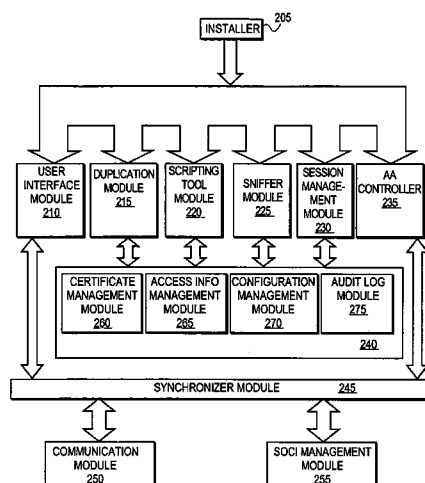 INSTALLER
205
USER
INTERFACE
MODULE
210
DUPLICATION
MODULE
215
SCRIPTING
TOOL
MODULE
220
SNIFFER
MODULE
225
SESSION
MANAGE-
MENT
MODULE
230
AA
CONTROLLER
235
CERTIFICATE
MANAGEMENT
MODULE
260
ACCESS INFO
MANAGEMENT
MODULE
265
CONFIGURATION
MANAGEMENT
MODULE
270
AUDIT LOG
MODULE
275
240
SYNCHRONIZER MODULE 245
COMMUNICATION
MODULE
250
SOCI MANAGEMENT
MODULE
255